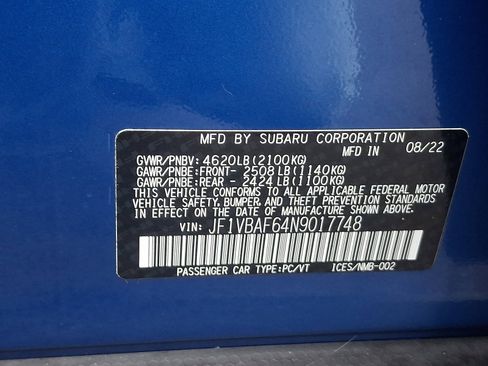 MFD BY SUBARU CORPORATION
MFD IN 08/22
GVWR/PNBV: 4620LB(2100KG)
GAWR/PNBE:FRONT- 2508LB(1140KG)
GAWR/PNBE:REAR - 2424LB(1100KG)
THIS VEHICLE CONFORMS TO ALL APPLICABLE FEDERAL MOTOR
VEHICLE SAFETY, BUMPER, AND THEFT PREVENTION STANDARDS
IN EFFECT ON THE DATE OF MANUFACTURE SHOWN ABOVE.
VIN: JF1VBAF64N9017748
PASSENGER CAR TYPE:PC/VT ICES/NMB-002